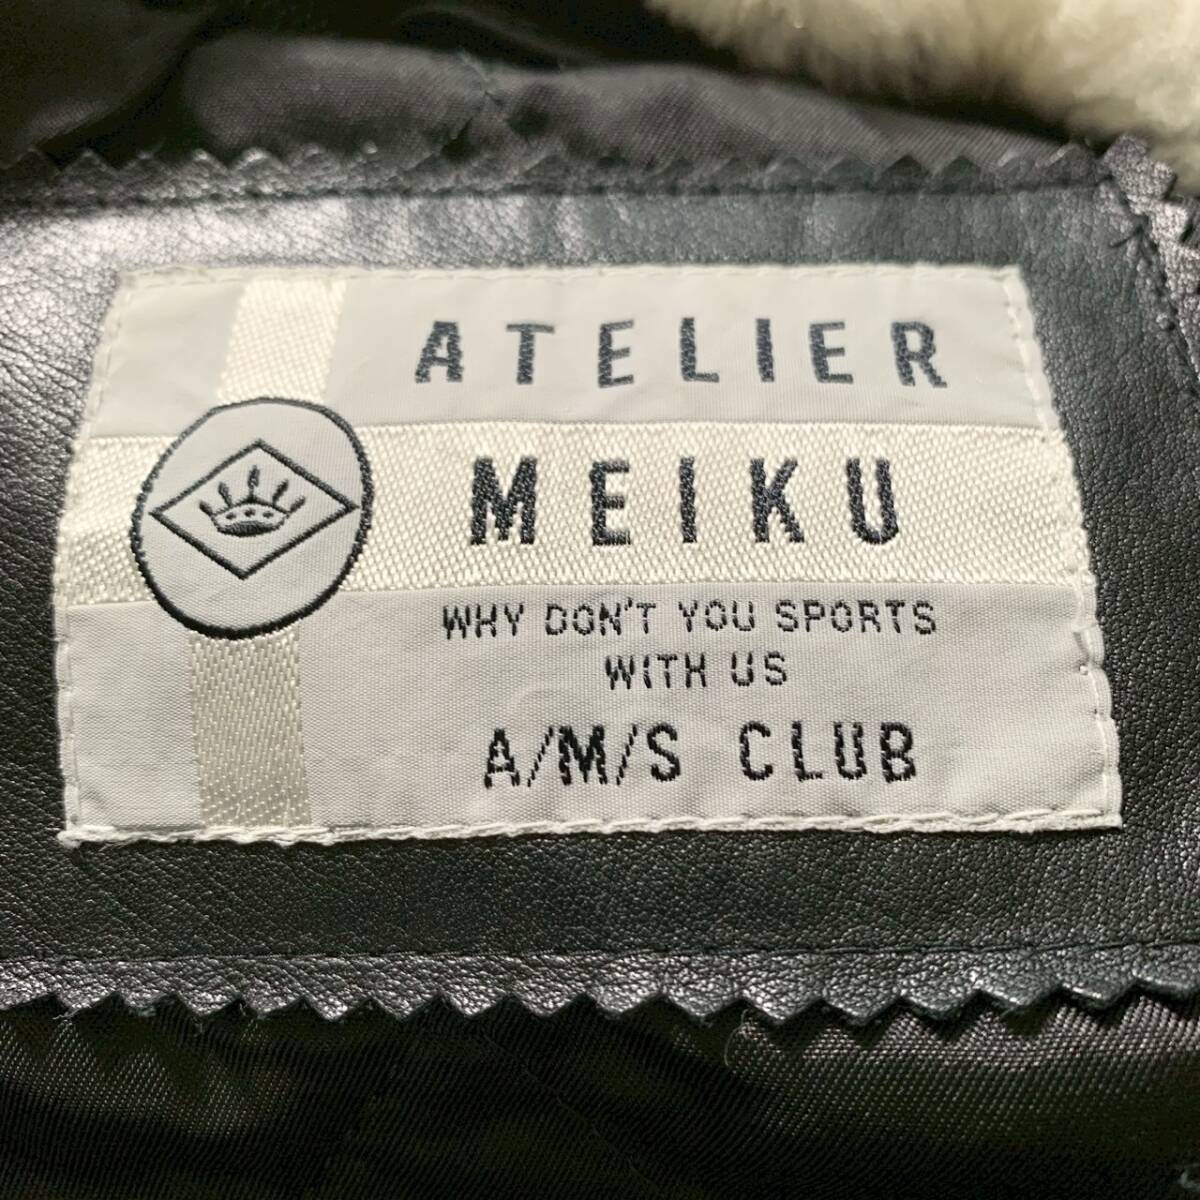 ATELIER
MEIKU
WHY DON'T YOU SPORTS
WITH US
A/M/S CLUB